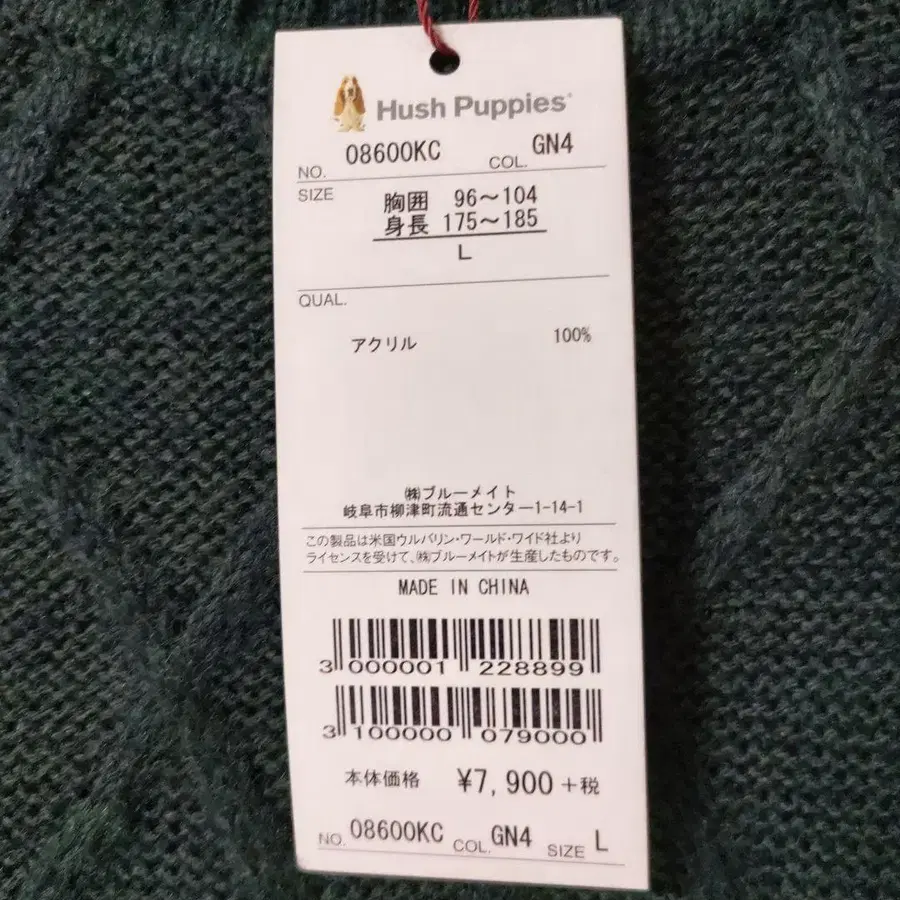 Hush Puppies®
NO. 08600KC COL. GN4
SIZE
胸囲 96～104
身長 175～185
L
QUAL.
アクリル 100%
㈱ブルーメイト
岐阜市柳津町流通センター1-14-1
この製品は米国ウルバリン・ワールド・ワイド社より
ライセンスを受けて、㈱ブルーメイトが生産したものです。
MADE IN CHINA
3 000001 228899
3 100000 079000
本体価格 ¥7,900 +税
NO. 08600KC COL. GN4 SIZE L